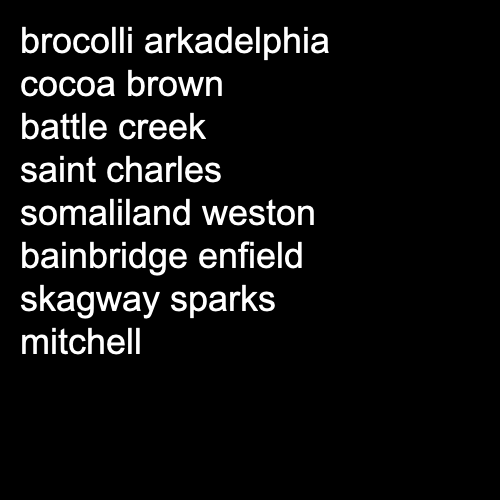 brocolli arkadelphia
cocoa brown
battle creek
saint charles
somaliland weston
bainbridge enfield
skagway sparks
mitchell